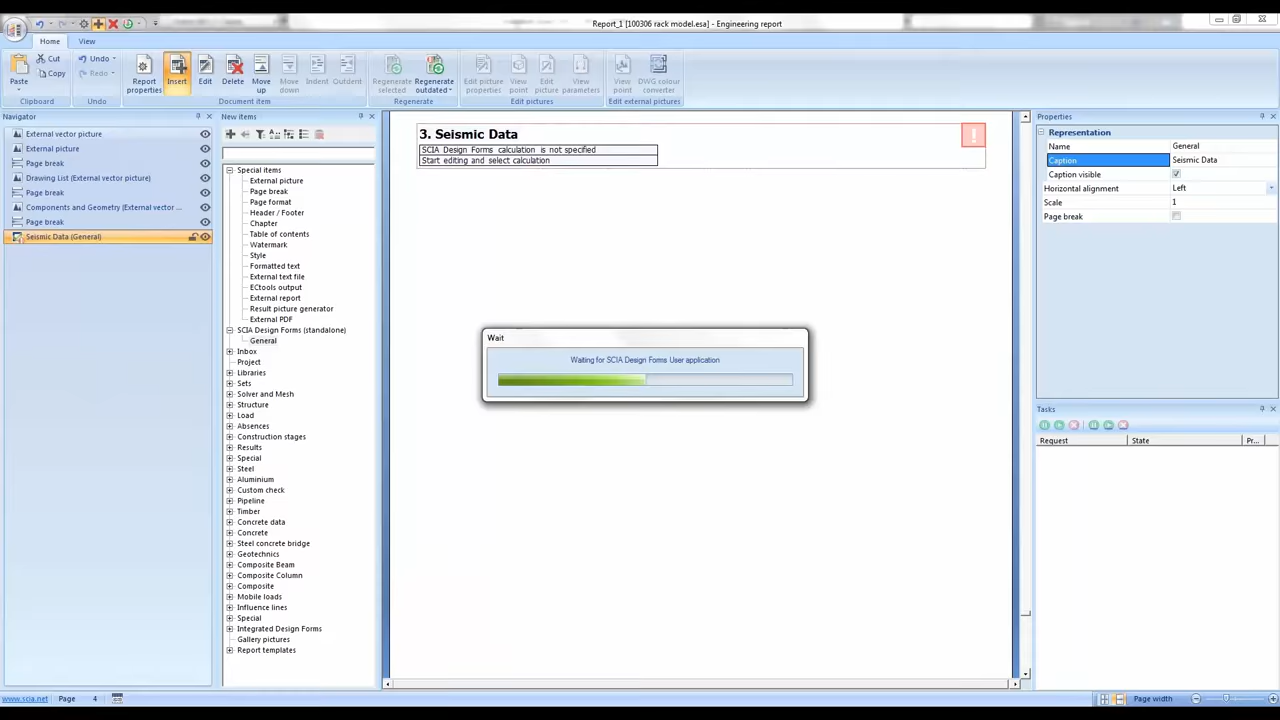 Report_1 [100306 rack model.esa] - Engineering report
Home
View
Paste
Cut
Copy
Clipboard
Undo
Redo
Undo
Report properties
Insert
Edit
Delete
Move up
Move down
Indent
Outdent
Document item
Regenerate selected
Regenerate outdated
Regenerate
Edit picture properties
View point
Edit picture
View parameters
Edit pictures
View point
DWG colour converter
Edit external pictures
Navigator
External vector picture
External picture
Page break
Drawing List (External vector picture)
Page break
Components and Geometry (External vector ...
Page break
Seismic Data (General)
New items
Special items
External picture
Page break
Page format
Header / Footer
Chapter
Table of contents
Watermark
Style
Formatted text
External text file
ECtools output
External report
Result picture generator
External PDF
SCIA Design Forms (standalone)
General
Inbox
Project
Libraries
Sets
Solver and Mesh
Structure
Load
Absences
Construction stages
Results
Special
Steel
Aluminium
Custom check
Pipeline
Timber
Concrete data
Concrete
Steel concrete bridge
Geotechnics
Composite Beam
Composite Column
Composite
Mobile loads
Influence lines
Special
Integrated Design Forms
Gallery pictures
Report templates
3. Seismic Data
SCIA Design Forms calculation is not specified
Start editing and select calculation
!
Wait
Waiting for SCIA Design Forms User application
Properties
Representation
Name General
Caption Seismic Data
Caption visible
Horizontal alignment Left
Scale 1
Page break
Tasks
Request State Pr...
www.scia.net Page 4
Page width